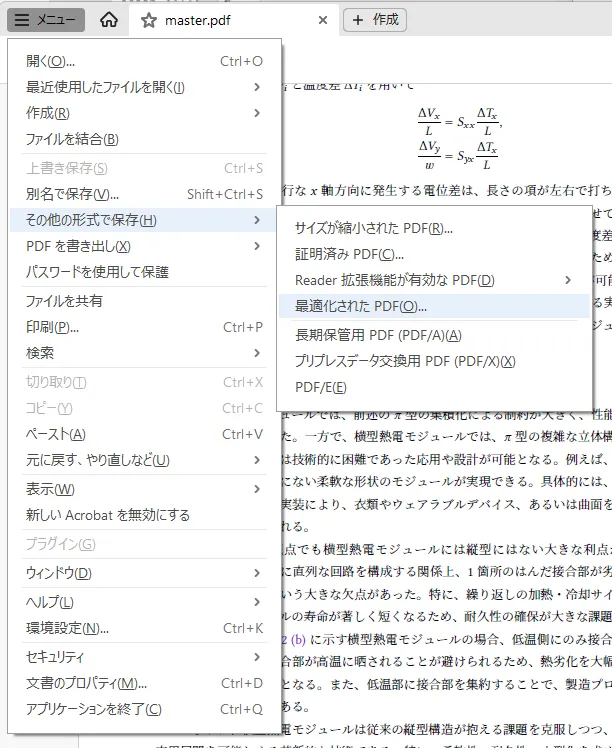 メニュー
master.pdf
作成
開く(O)... Ctrl+O
最近使用したファイルを開く(I)
作成(R)
ファイルを結合(B)
上書き保存(S) Ctrl+S
別名で保存(V)... Shift+Ctrl+S
その他の形式で保存(H)
PDF を書き出し(X)
パスワードを使用して保護
ファイルを共有
印刷(P)... Ctrl+P
検索
切り取り(T) Ctrl+X
コピー(Y) Ctrl+C
ペースト(A) Ctrl+V
元に戻す、やり直しなど(U)
表示(W)
新しい Acrobat を無効にする
プラグイン(G)
ウィンドウ(D)
ヘルプ(L)
環境設定(N)... Ctrl+K
セキュリティ
文書のプロパティ(M)... Ctrl+D
アプリケーションを終了(C) Ctrl+Q
サイズが縮小された PDF(R)...
証明済み PDF(C)...
Reader 拡張機能が有効な PDF(D)
最適化された PDF(O)...
長期保管用 PDF (PDF/A)(A)
プリプレスデータ交換用 PDF (PDF/X)(X)
PDF/E(E)
と温度差 ΔT を用いて
ΔVx/L = Sxx ΔTx/L,
ΔVy/w = Syx ΔTx/L
行な x 軸方向に発生する電位差は、長さの項が左右で打ち
ュールでは、前述の π 型の集積化による制約が大きく、性能
た。一方で、横型熱電モジュールでは、π 型の複雑な立体構
は技術的に困難であった応用や設計が可能となる。例えば、
にない柔軟な形状のモジュールが実現できる。具体的には、
実装により、衣類やウェアラブルデバイス、あるいは曲面を
れる。
点でも横型熱電モジュールには縦型にはない大きな利点が
に直列な回路を構成する関係上、1 箇所のはんだ接合部が劣
いう大きな欠点があった。特に、繰り返しの加熱・冷却サイ
ルの寿命が著しく短くなるため、耐久性の確保が大きな課題
2 (b) に示す横型熱電モジュールの場合、低温側にのみ接合
合部が高温に晒されることが避けられるため、熱劣化を大幅
となる。また、低温部に接合部を集約することで、製造プロ
ある。
熱電モジュールは従来の縦型構造が抱える課題を克服しつつ、